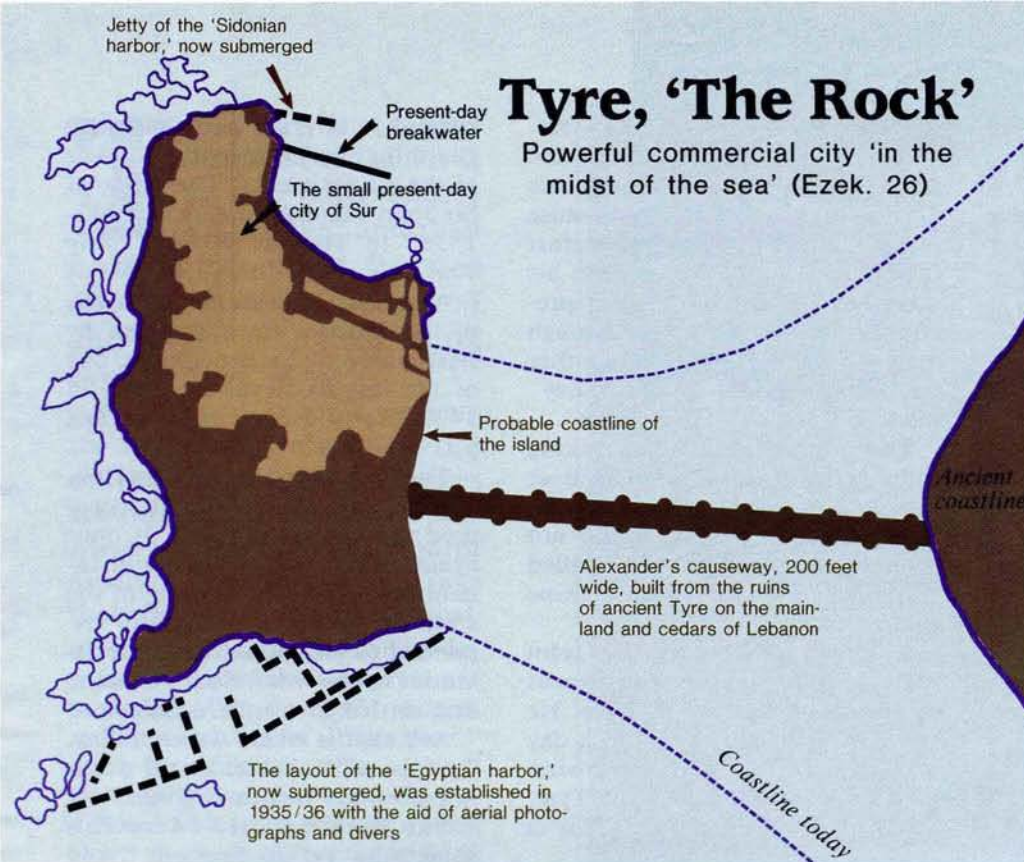 Jetty of the ‘Sidonian
harbor,’ now submerged
Tyre, ‘The Rock’
Powerful commercial city ‘in the
midst of the sea’ (Ezek. 26)
Present-day
breakwater
The small present-day
city of Sur
Probable coastline of
the island
Ancient
coastline
Alexander’s causeway, 200 feet
wide, built from the ruins
of ancient Tyre on the main-
land and cedars of Lebanon
Coastline today
The layout of the ‘Egyptian harbor,’
now submerged, was established in
1935/36 with the aid of aerial photo-
graphs and divers